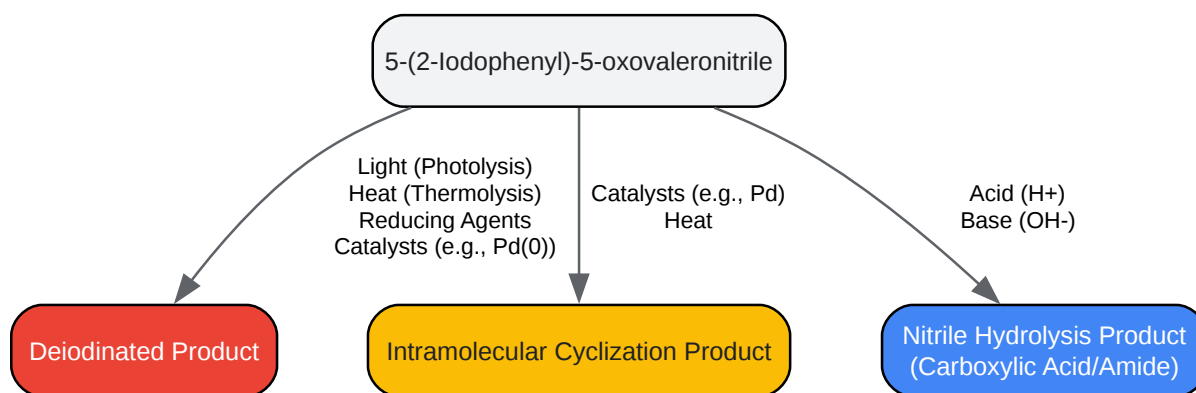 5-(2-Iodophenyl)-5-oxovaleronitrile
Light (Photolysis)
Heat (Thermolysis)
Reducing Agents
Catalysts (e.g., Pd(0))
Catalysts (e.g., Pd)
Heat
Acid (H+)
Base (OH-)
Deiodinated Product
Intramolecular Cyclization Product
Nitrile Hydrolysis Product
(Carboxylic Acid/Amide)